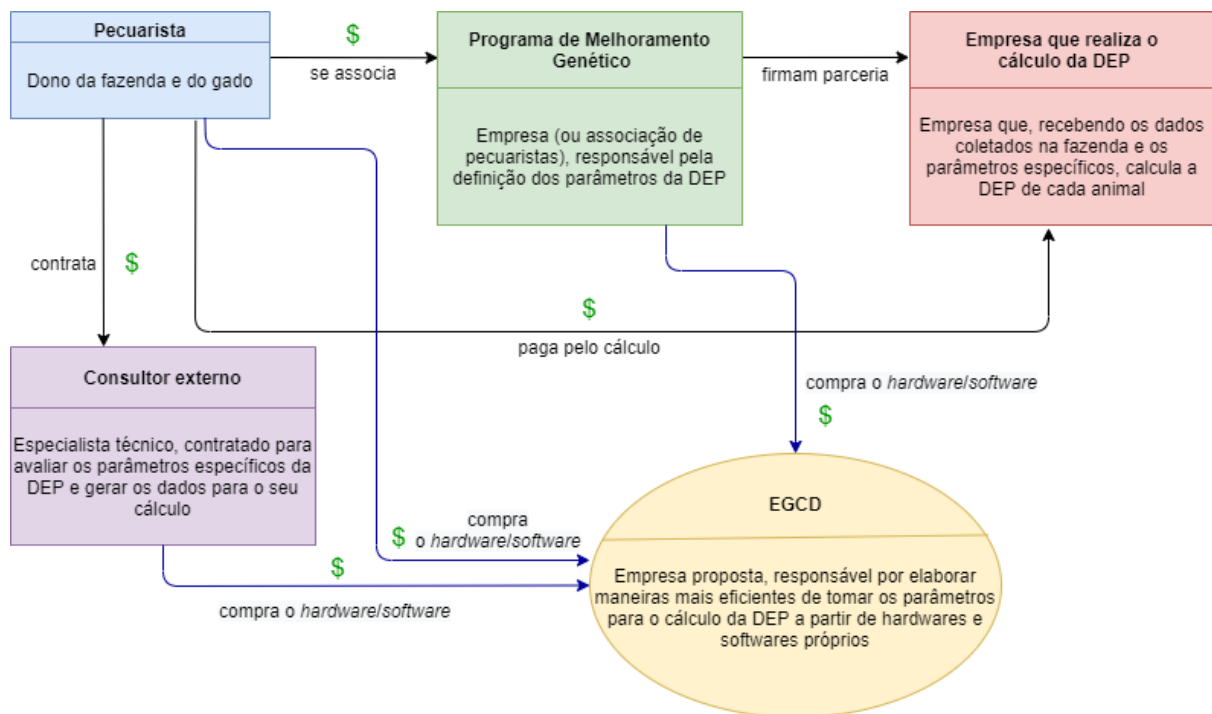 Pecuarista
Dono da fazenda e do gado
$
se associa
Programa de Melhoramento
Genético
Empresa (ou associação de
pecuaristas), responsável pela
definição dos parâmetros da DEP
firmam parceria
Empresa que realiza o
cálculo da DEP
Empresa que, recebendo os dados
coletados na fazenda e os
parâmetros específicos, calcula a
DEP de cada animal
contrata
$
$
paga pelo cálculo
Consultor externo
Especialista técnico, contratado para
avaliar os parâmetros específicos da
DEP e gerar os dados para o seu
cálculo
compra o hardware/software
$
$
compra
o hardware/software
$
compra o hardware/software
EGCD
Empresa proposta, responsável por elaborar
maneiras mais eficientes de tomar os parâmetros
para o cálculo da DEP a partir de hardwares e
softwares próprios